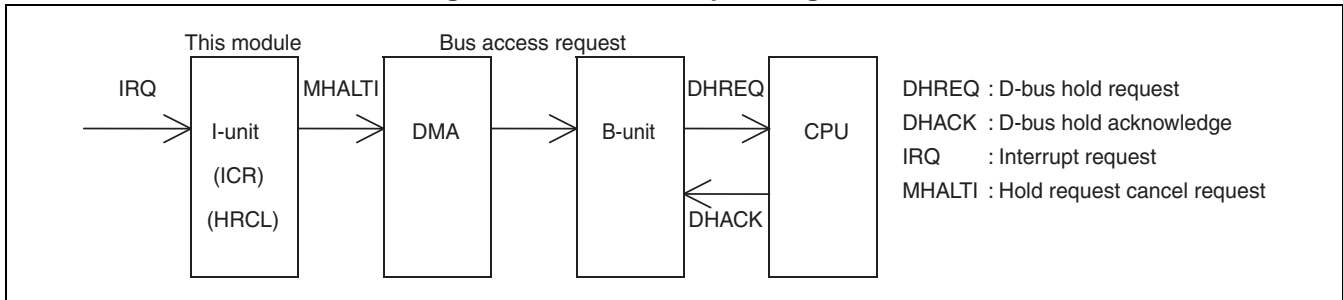 This module
Bus access request
IRQ
MHALTI
DHREQ
I-unit
(ICR)
(HRCL)
DMA
B-unit
CPU
DHACK
DHREQ : D-bus hold request
DHACK : D-bus hold acknowledge
IRQ : Interrupt request
MHALTI : Hold request cancel request